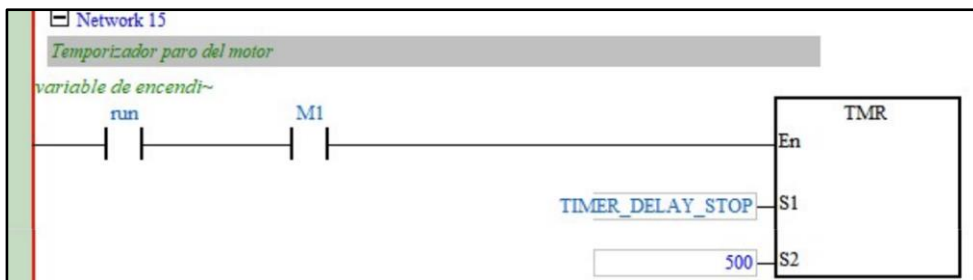 Network 15
Temporizador paro del motor
variable de encendi~
run M1 TMR
En
TIMER_DELAY_STOP S1
500 S2